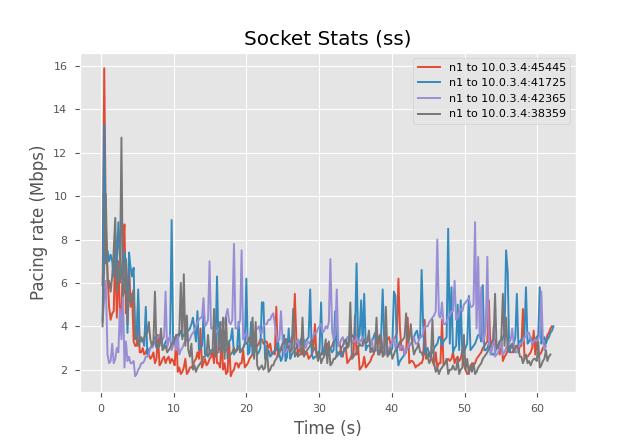 Socket Stats (ss)
n1 to 10.0.3.4:45445
n1 to 10.0.3.4:41725
n1 to 10.0.3.4:42365
n1 to 10.0.3.4:38359
Pacing rate (Mbps)
16
14
12
10
8
6
4
2
0
10
20
30
40
50
60
Time (s)